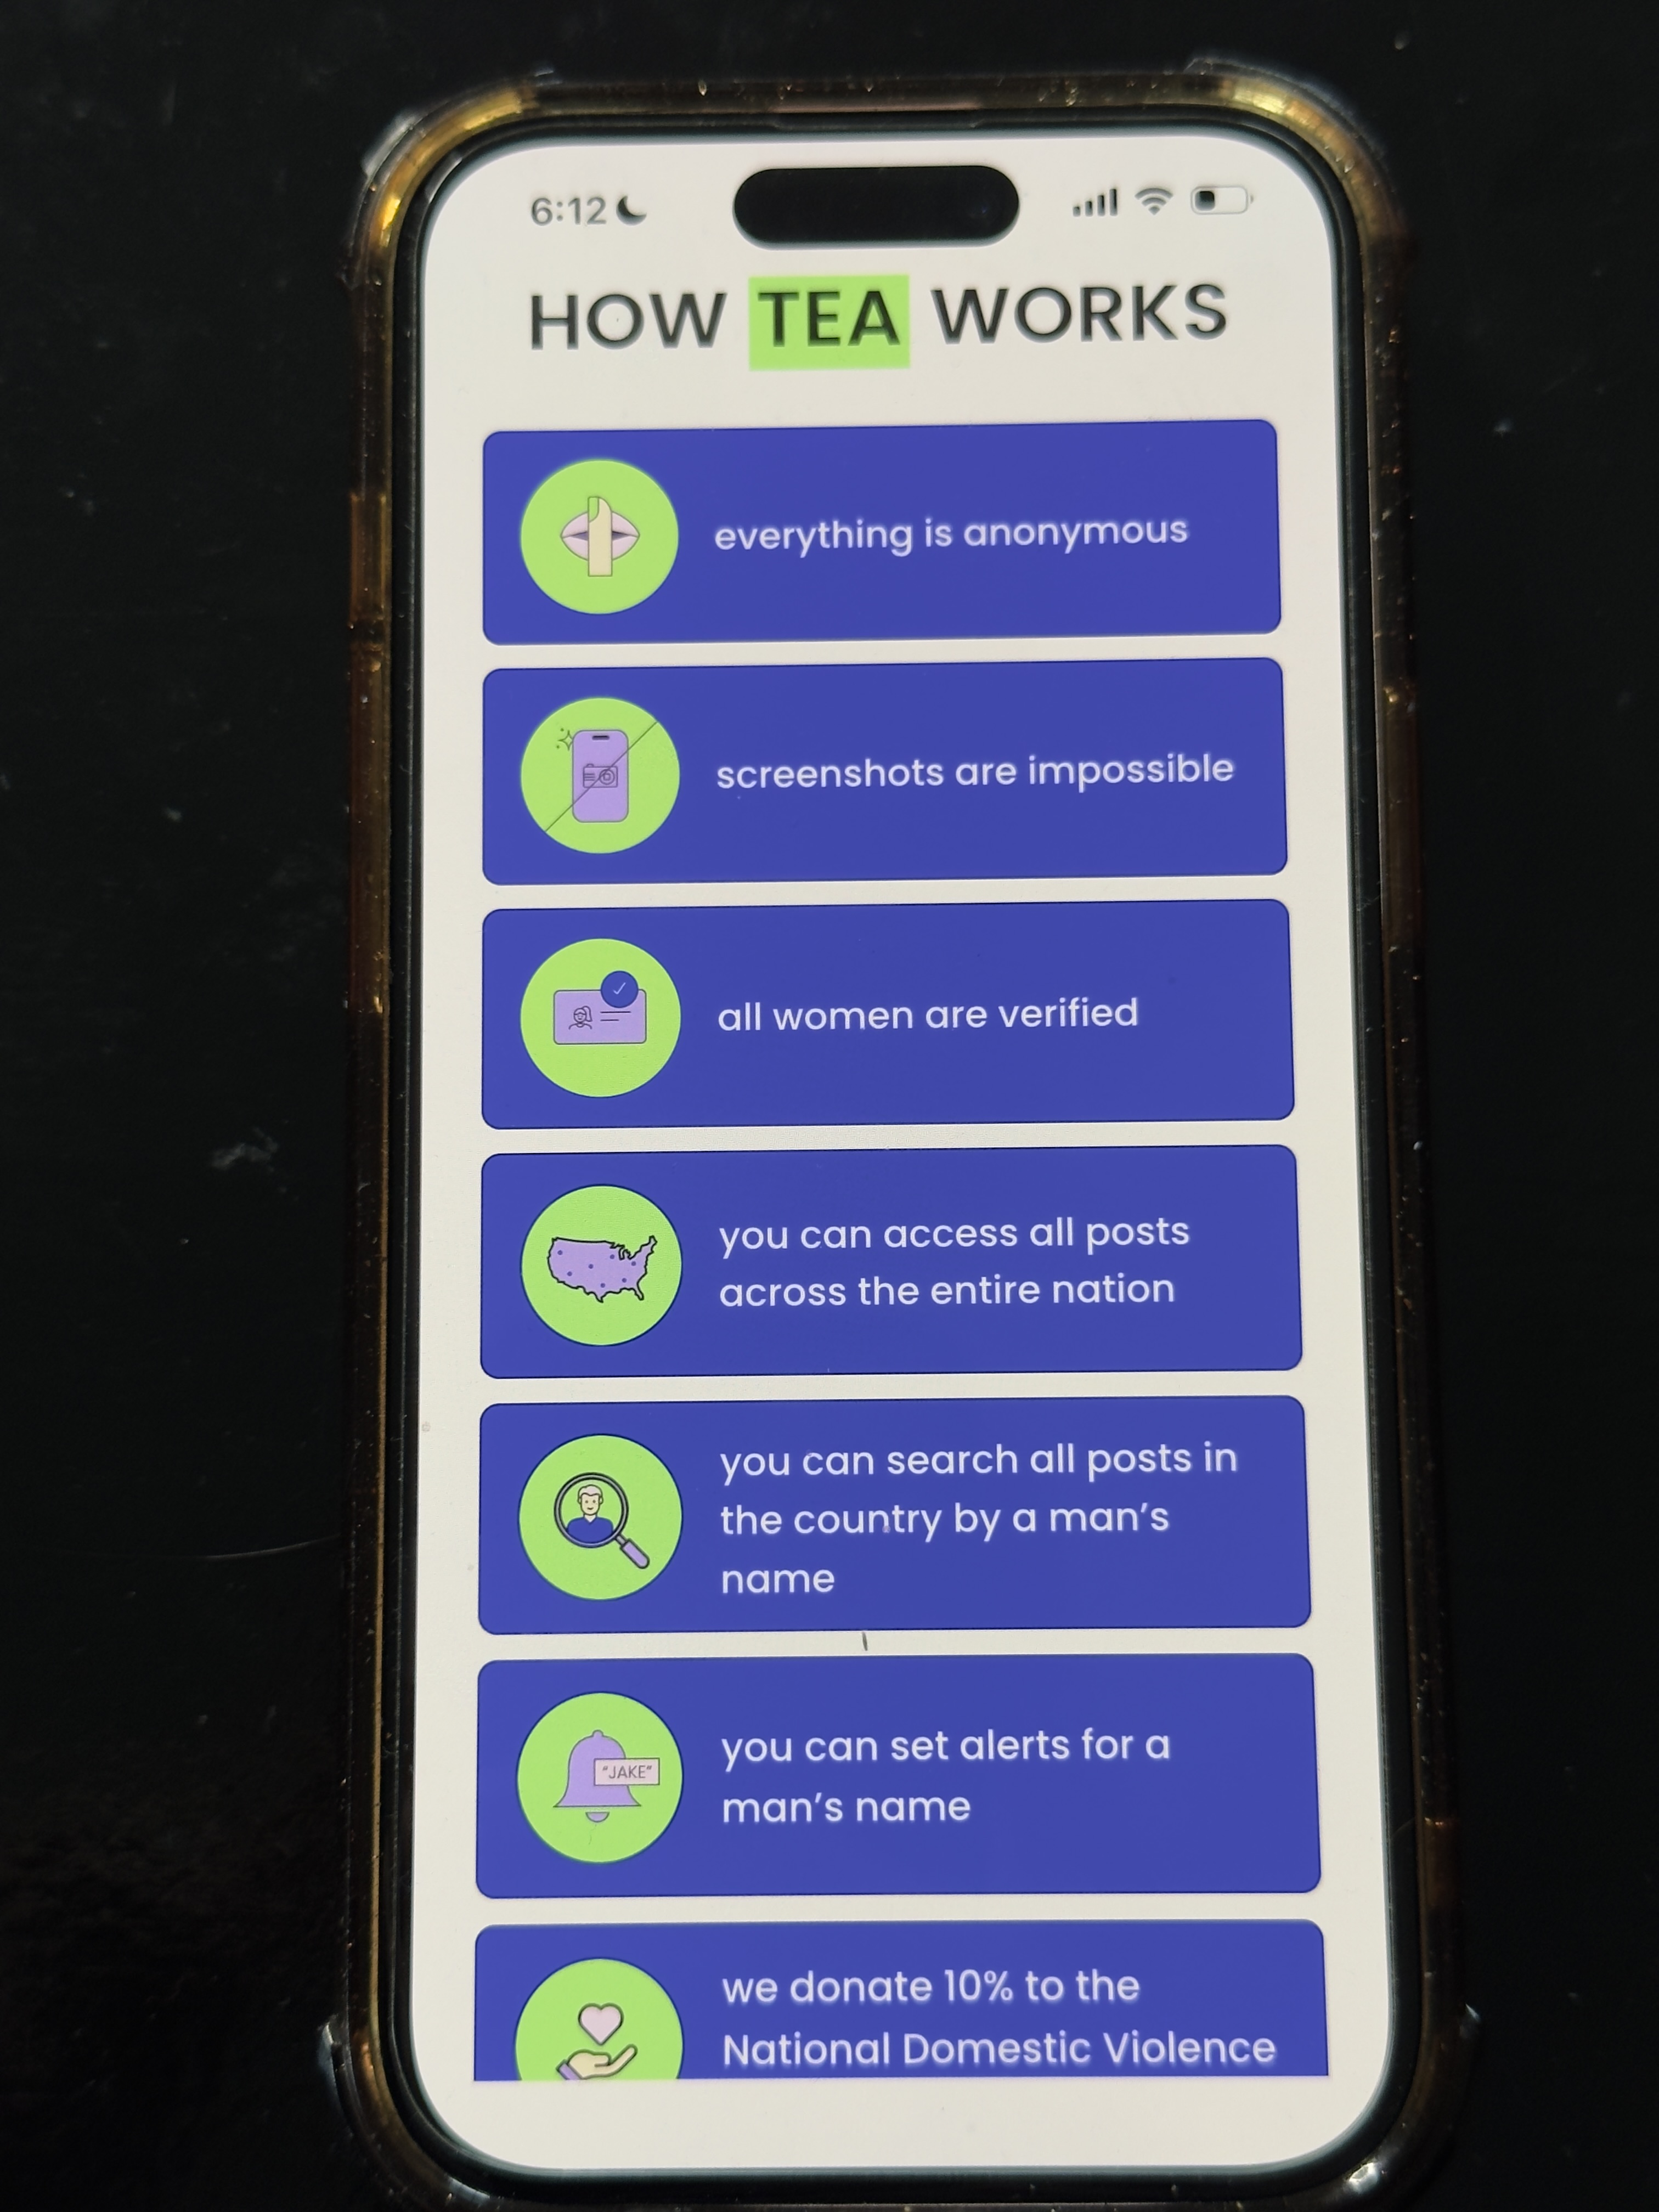 6:12
HOW TEA WORKS
everything is anonymous
screenshots are impossible
all women are verified
you can access all posts
across the entire nation
you can search all posts in
the country by a man’s
name
"JAKE"
you can set alerts for a
man’s name
we donate 10% to the
National Domestic Violence